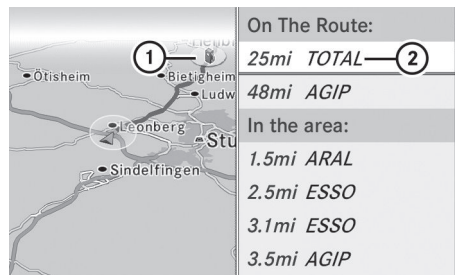 On The Route:
25mi TOTAL
48mi AGIP
In the area:
1.5mi ARAL
2.5mi ESSO
3.1mi ESSO
3.5mi AGIP
1
2
Ötisheim
Bietigheim
Ludw
Leonberg
Stu
Sindelfingen